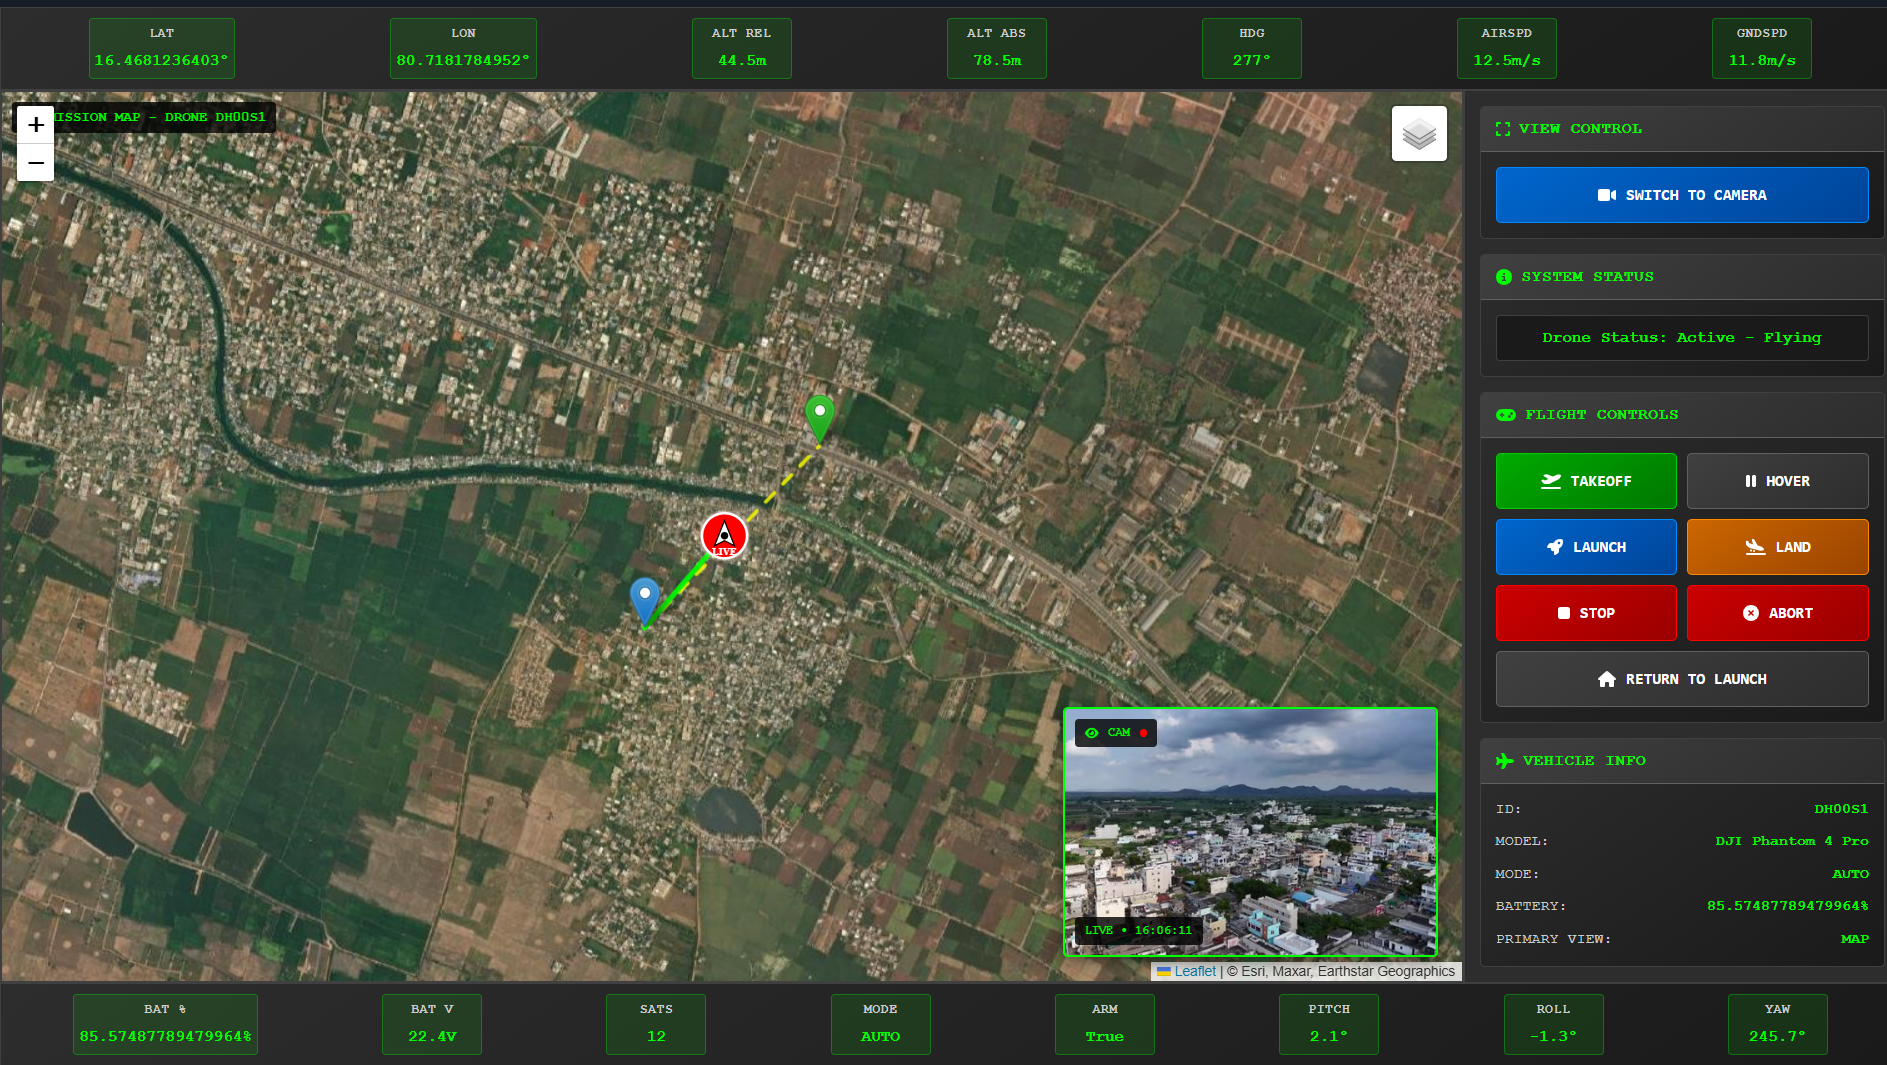 LAT
16.4681236403°
LON
80.7181784952°
ALT REL
44.5m
ALT ABS
78.5m
HDG
277°
AIRSPD
12.5m/s
GNDSPD
11.8m/s
+
−
ISSION MAP - DRONE DH00S1
LIVE
CAM
LIVE • 16:06:11
Leaflet | © Esri, Maxar, Earthstar Geographics
VIEW CONTROL
SWITCH TO CAMERA
SYSTEM STATUS
Drone Status: Active - Flying
FLIGHT CONTROLS
TAKEOFF
HOVER
LAUNCH
LAND
STOP
ABORT
RETURN TO LAUNCH
VEHICLE INFO
ID: DH00S1
MODEL: DJI Phantom 4 Pro
MODE: AUTO
BATTERY: 85.57487789479964%
PRIMARY VIEW: MAP
BAT %
85.57487789479964%
BAT V
22.4V
SATS
12
MODE
AUTO
ARM
True
PITCH
2.1°
ROLL
-1.3°
YAW
245.7°